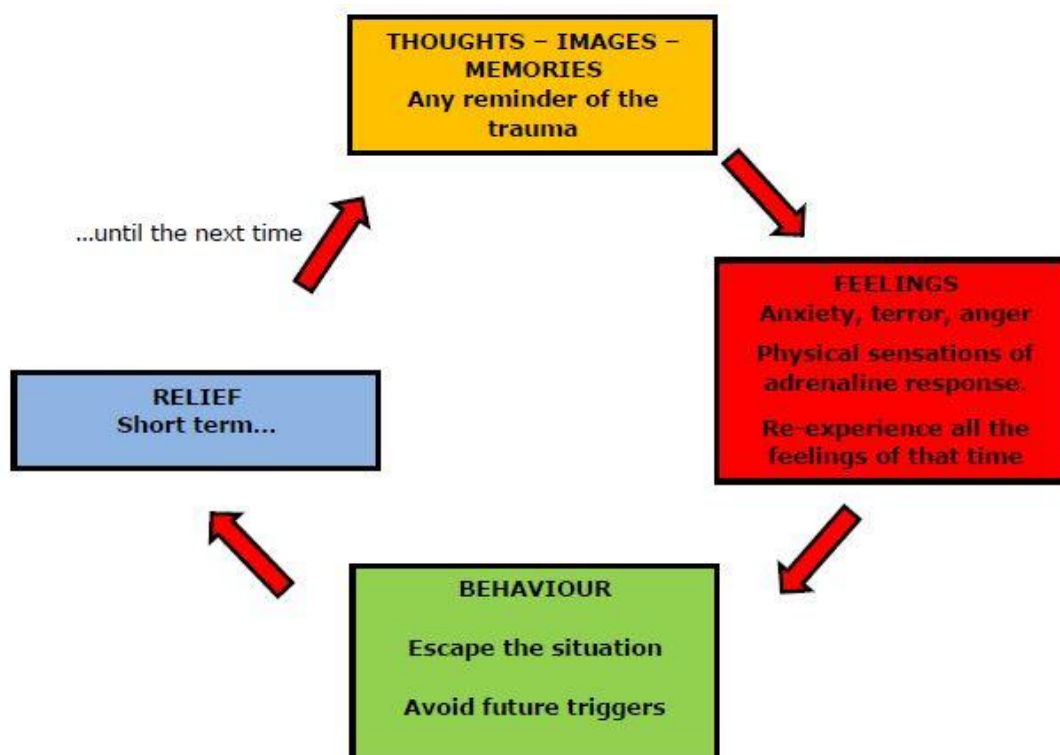 THOUGHTS – IMAGES –
MEMORIES
Any reminder of the
trauma
...until the next time
FEELINGS
Anxiety, terror, anger
Physical sensations of
adrenaline response.
Re-experience all the
feelings of that time
RELIEF
Short term...
BEHAVIOUR
Escape the situation
Avoid future triggers